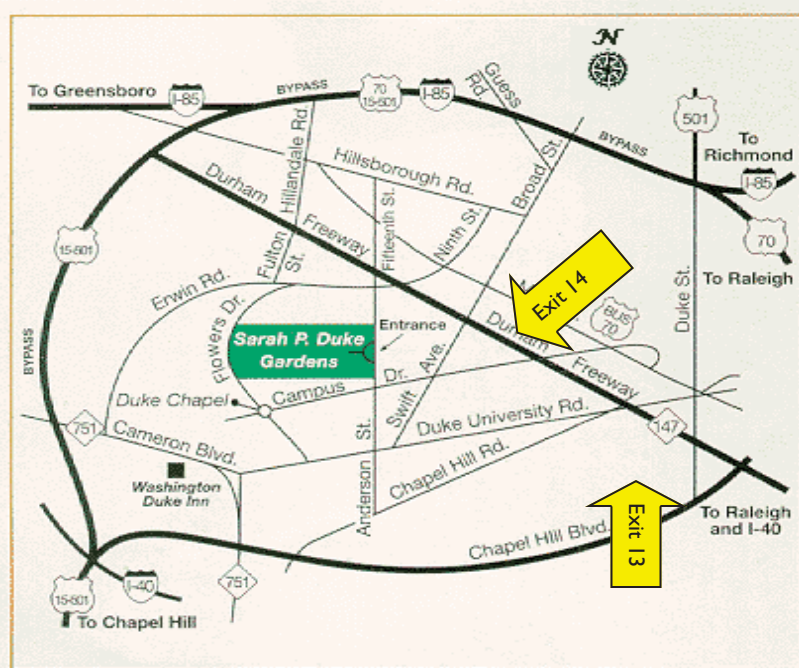 N
To Greensboro
I-85
BYPASS
70
15-501
I-85
Guess
Rd.
501
BYPASS
To
Richmond
I-85
70
To Raleigh
Hillandale Rd.
Hillsborough Rd.
Broad St.
Durham
Freeway
Fifteenth St.
Ninth St.
Fulton
St.
15-501
BYPASS
Erwin Rd.
Flowers Dr.
Exit 14
BUS
70
Duke St.
Sarah P. Duke
Gardens
Entrance
Durham
Freeway
Duke Chapel
Campus
Dr.
Swift
Ave.
Duke University Rd.
147
751
Cameron Blvd.
Anderson
St.
Chapel Hill Rd.
Washington
Duke Inn
Exit 13
To Raleigh
and I-40
Chapel Hill Blvd.
751
I-40
15-501
To Chapel Hill